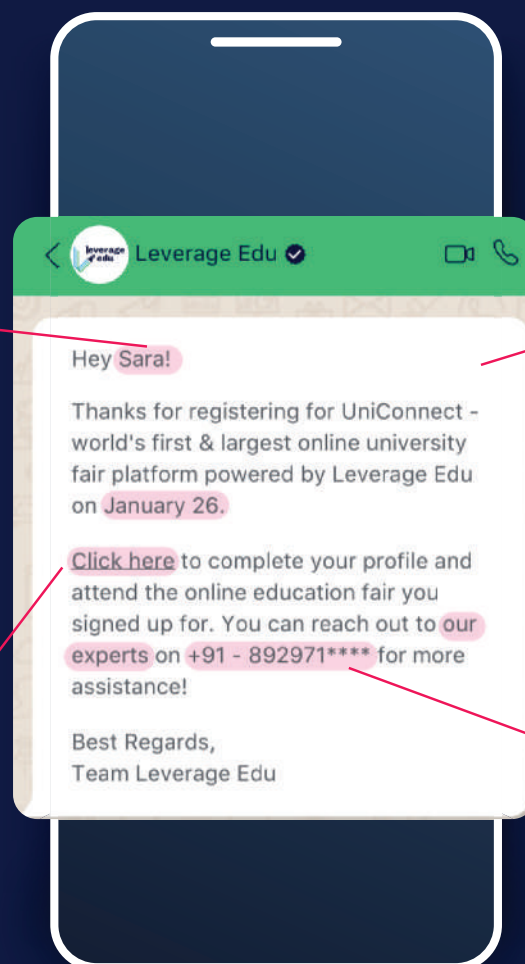 leverage
edu
Leverage Edu
Hey Sara!
Thanks for registering for UniConnect -
world's first & largest online university
fair platform powered by Leverage Edu
on January 26.
Click here to complete your profile and
attend the online education fair you
signed up for. You can reach out to our
experts on +91 - 892971**** for more
assistance!
Best Regards,
Team Leverage Edu